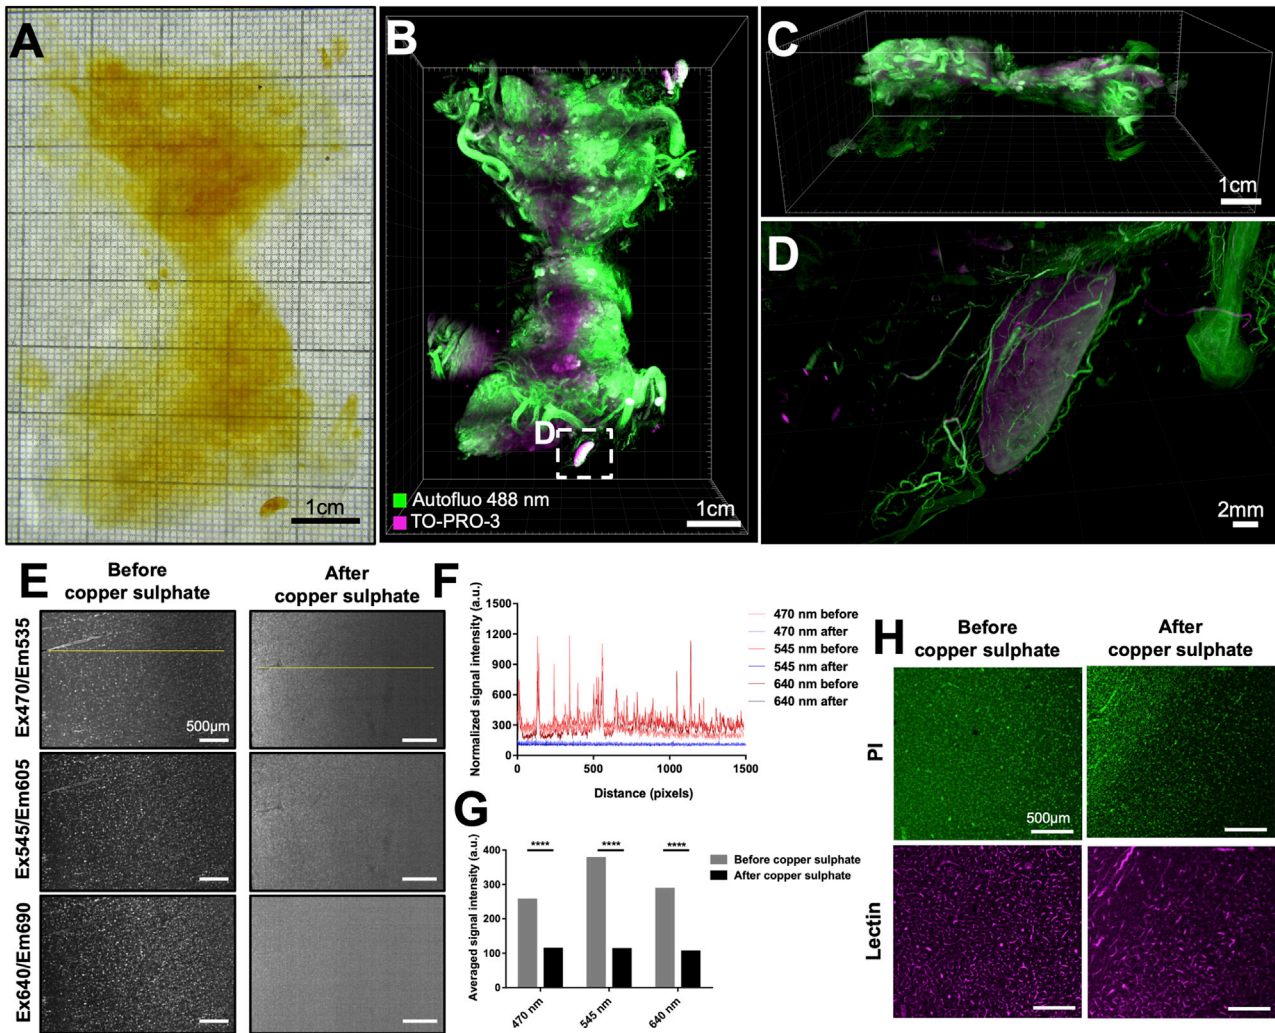 A
1cm
B
D
Autofluo 488 nm
TO-PRO-3
1cm
C
1cm
D
2mm
E
Before
copper sulphate
After
copper sulphate
Ex470/Em535
500µm
Ex545/Em605
Ex640/Em690
F
Normalized signal intensity (a.u.)
1500
1200
900
600
300
0
0
500
1000
1500
Distance (pixels)
470 nm before
470 nm after
545 nm before
545 nm after
640 nm before
640 nm after
G
Averaged signal intensity (a.u.)
400
300
200
100
0
****
****
****
470 nm
545 nm
640 nm
Before copper sulphate
After copper sulphate
H
Before
copper sulphate
After
copper sulphate
PI
500µm
Lectin